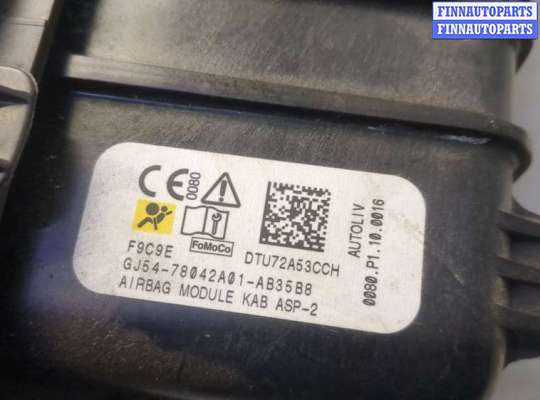 FINNAUTOPARTS
FINNAUTOPARTS
CE
0080
FoMoCo
F9C9E
DTU72A53CCH
GJ54-78042A01-AB35B8
AIRBAG MODULE KAB ASP-2
AUTOLIV
0080.P1.10.0016